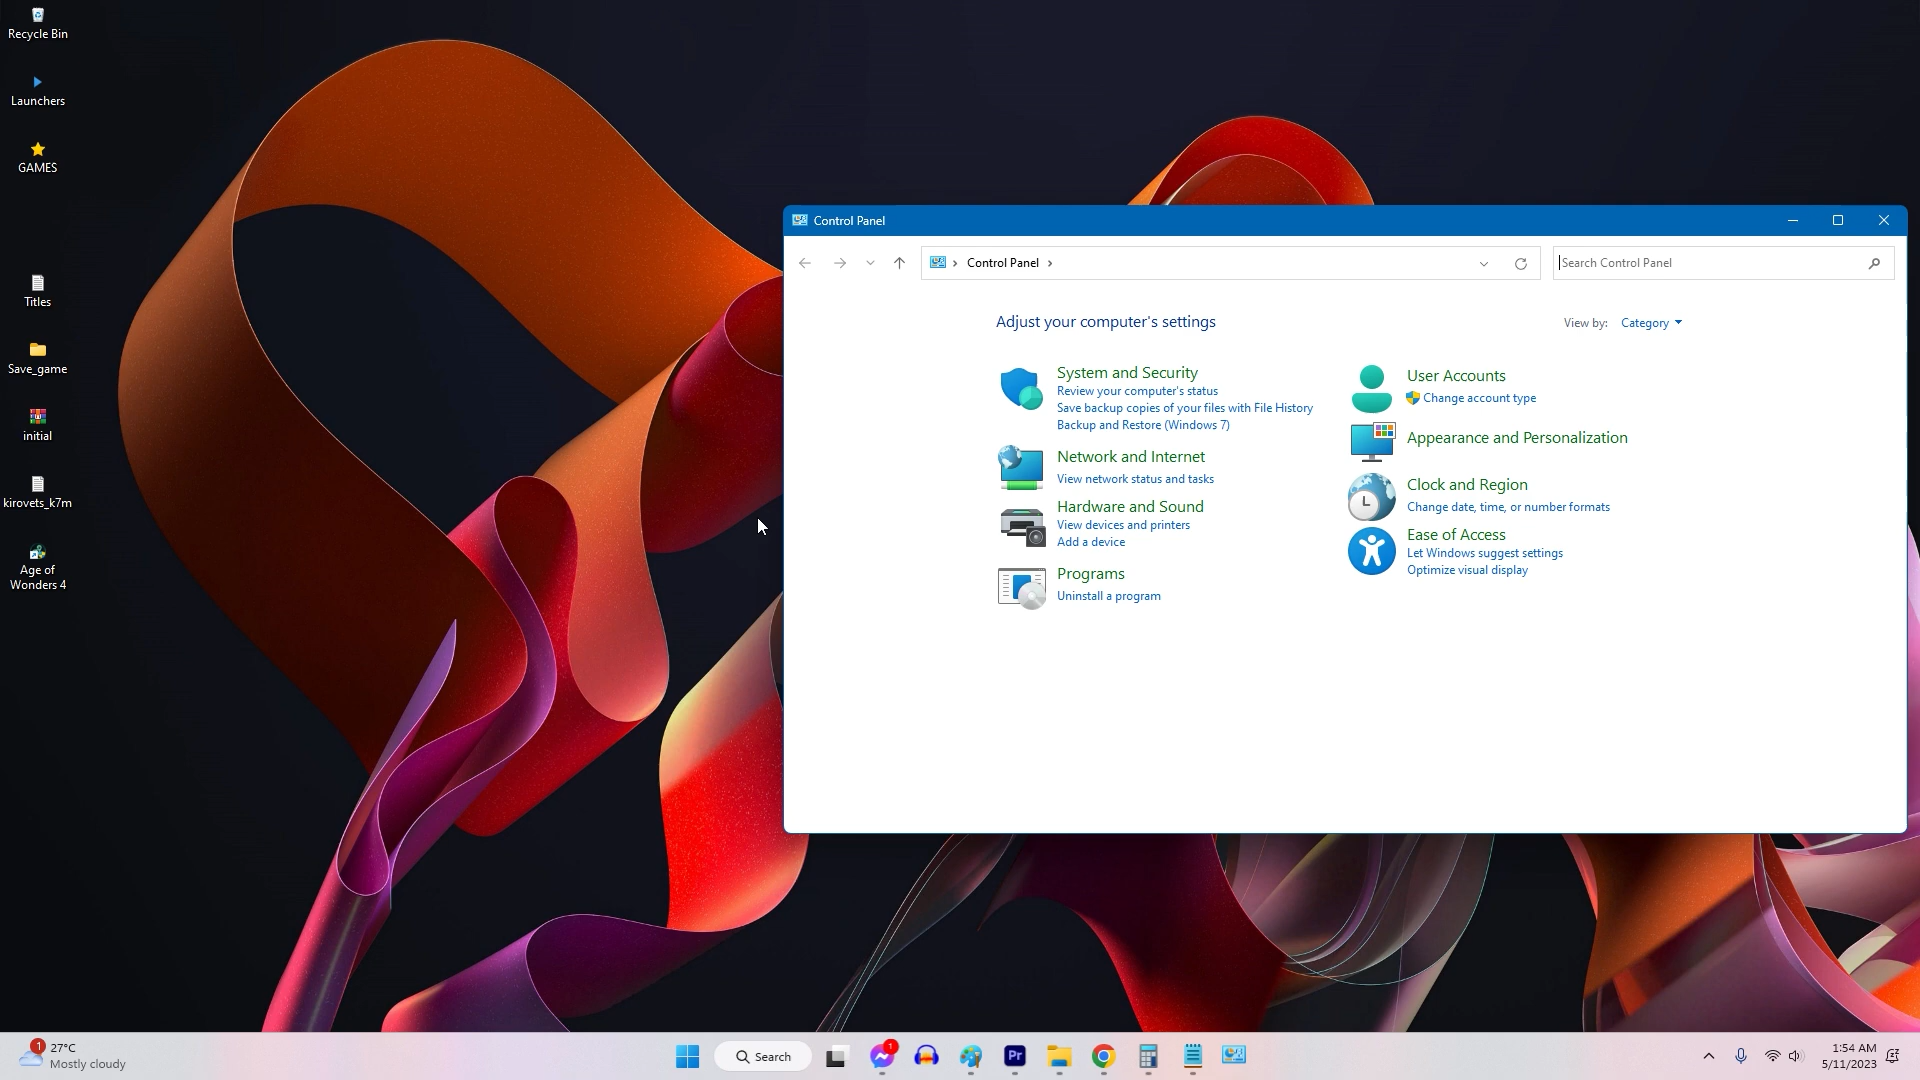 Recycle Bin
Launchers
GAMES
Titles
Save_game
initial
kirovets_k7m
Age of
Wonders 4
Control Panel
Control Panel
Search Control Panel
Adjust your computer's settings
View by: Category
System and Security
Review your computer's status
Save backup copies of your files with File History
Backup and Restore (Windows 7)
Network and Internet
View network status and tasks
Hardware and Sound
View devices and printers
Add a device
Programs
Uninstall a program
User Accounts
Change account type
Appearance and Personalization
Clock and Region
Change date, time, or number formats
Ease of Access
Let Windows suggest settings
Optimize visual display
1
27°C
Mostly cloudy
Search
1
Pr
1:54 AM
5/11/2023